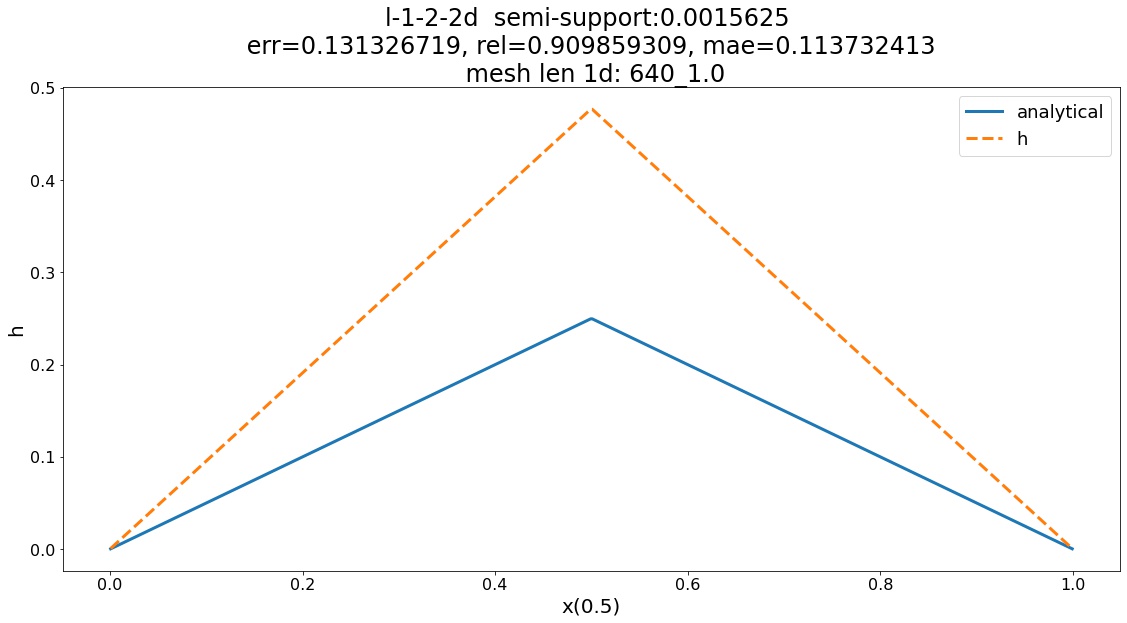 l-1-2-2d  semi-support:0.0015625
err=0.131326719, rel=0.909859309, mae=0.113732413
mesh len 1d: 640_1.0
0.5
0.4
0.3
0.2
0.1
0.0
h
analytical
h
0.0 0.2 0.4 0.6 0.8 1.0
x(0.5)